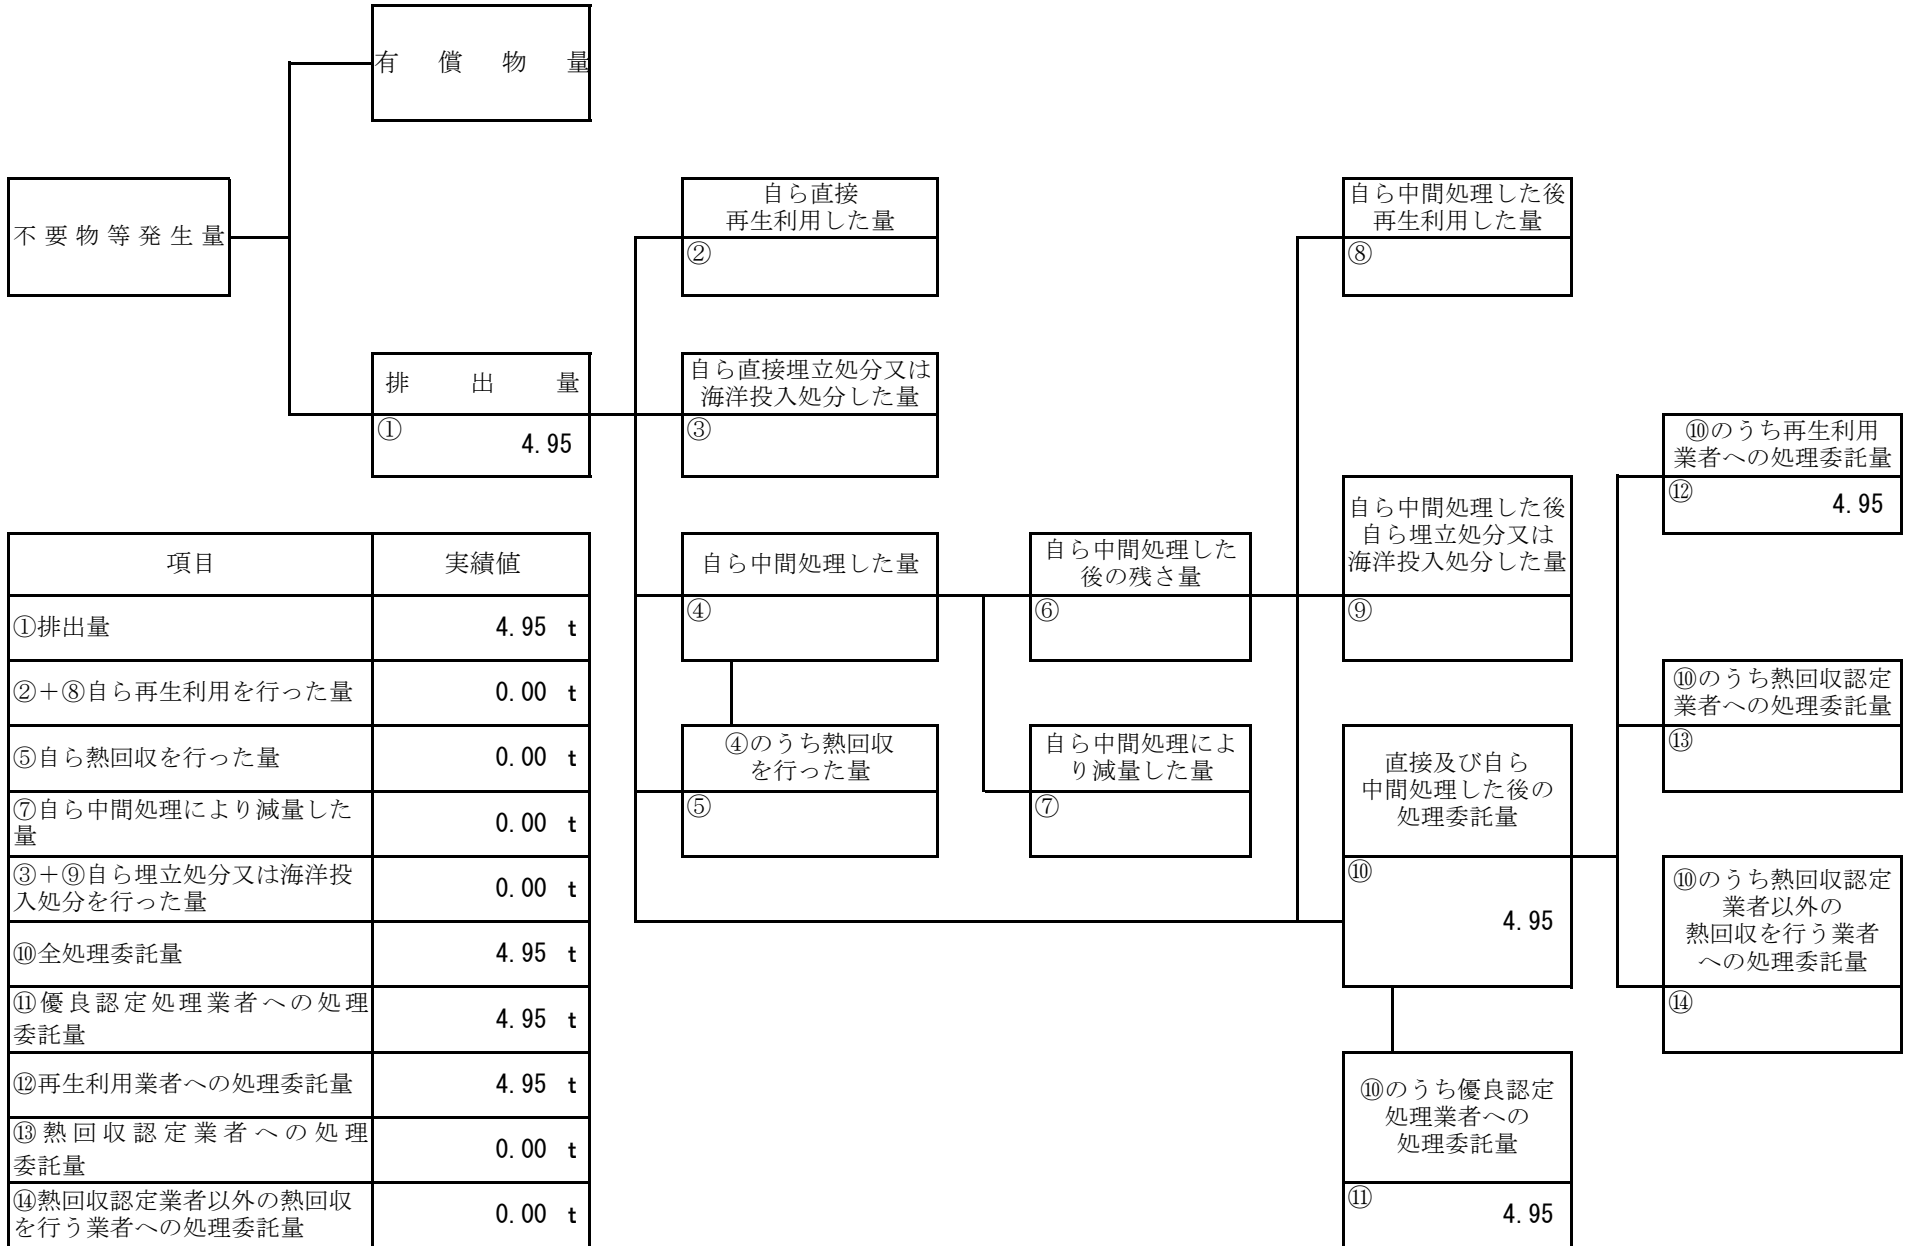 有償物量
不要物等発生量
自ら直接
再生利用した量
②
自ら中間処理した後
再生利用した量
⑧
排出量
①
4.95
自ら直接埋立処分又は
海洋投入処分した量
③
⑩のうち再生利用
業者への処理委託量
⑫
4.95
自ら中間処理した量
④
自ら中間処理した
後の残さ量
⑥
自ら中間処理した後
自ら埋立処分又は
海洋投入処分した量
⑨
⑩のうち熱回収認定
業者への処理委託量
⑬
④のうち熱回収
を行った量
⑤
自ら中間処理によ
り減量した量
⑦
直接及び自ら
中間処理した後の
処理委託量
⑩
4.95
⑩のうち熱回収認定
業者以外の
熱回収を行う業者
への処理委託量
⑭
⑩のうち優良認定
処理業者への
処理委託量
⑪
4.95
項目 実績値
①排出量 4.95 t
②＋⑧自ら再生利用を行った量 0.00 t
⑤自ら熱回収を行った量 0.00 t
⑦自ら中間処理により減量した
量 0.00 t
③＋⑨自ら埋立処分又は海洋投
入処分を行った量 0.00 t
⑩全処理委託量 4.95 t
⑪優良認定処理業者への処理
委託量 4.95 t
⑫再生利用業者への処理委託量 4.95 t
⑬熱回収認定業者への処理
委託量 0.00 t
⑭熱回収認定業者以外の熱回収
を行う業者への処理委託量 0.00 t